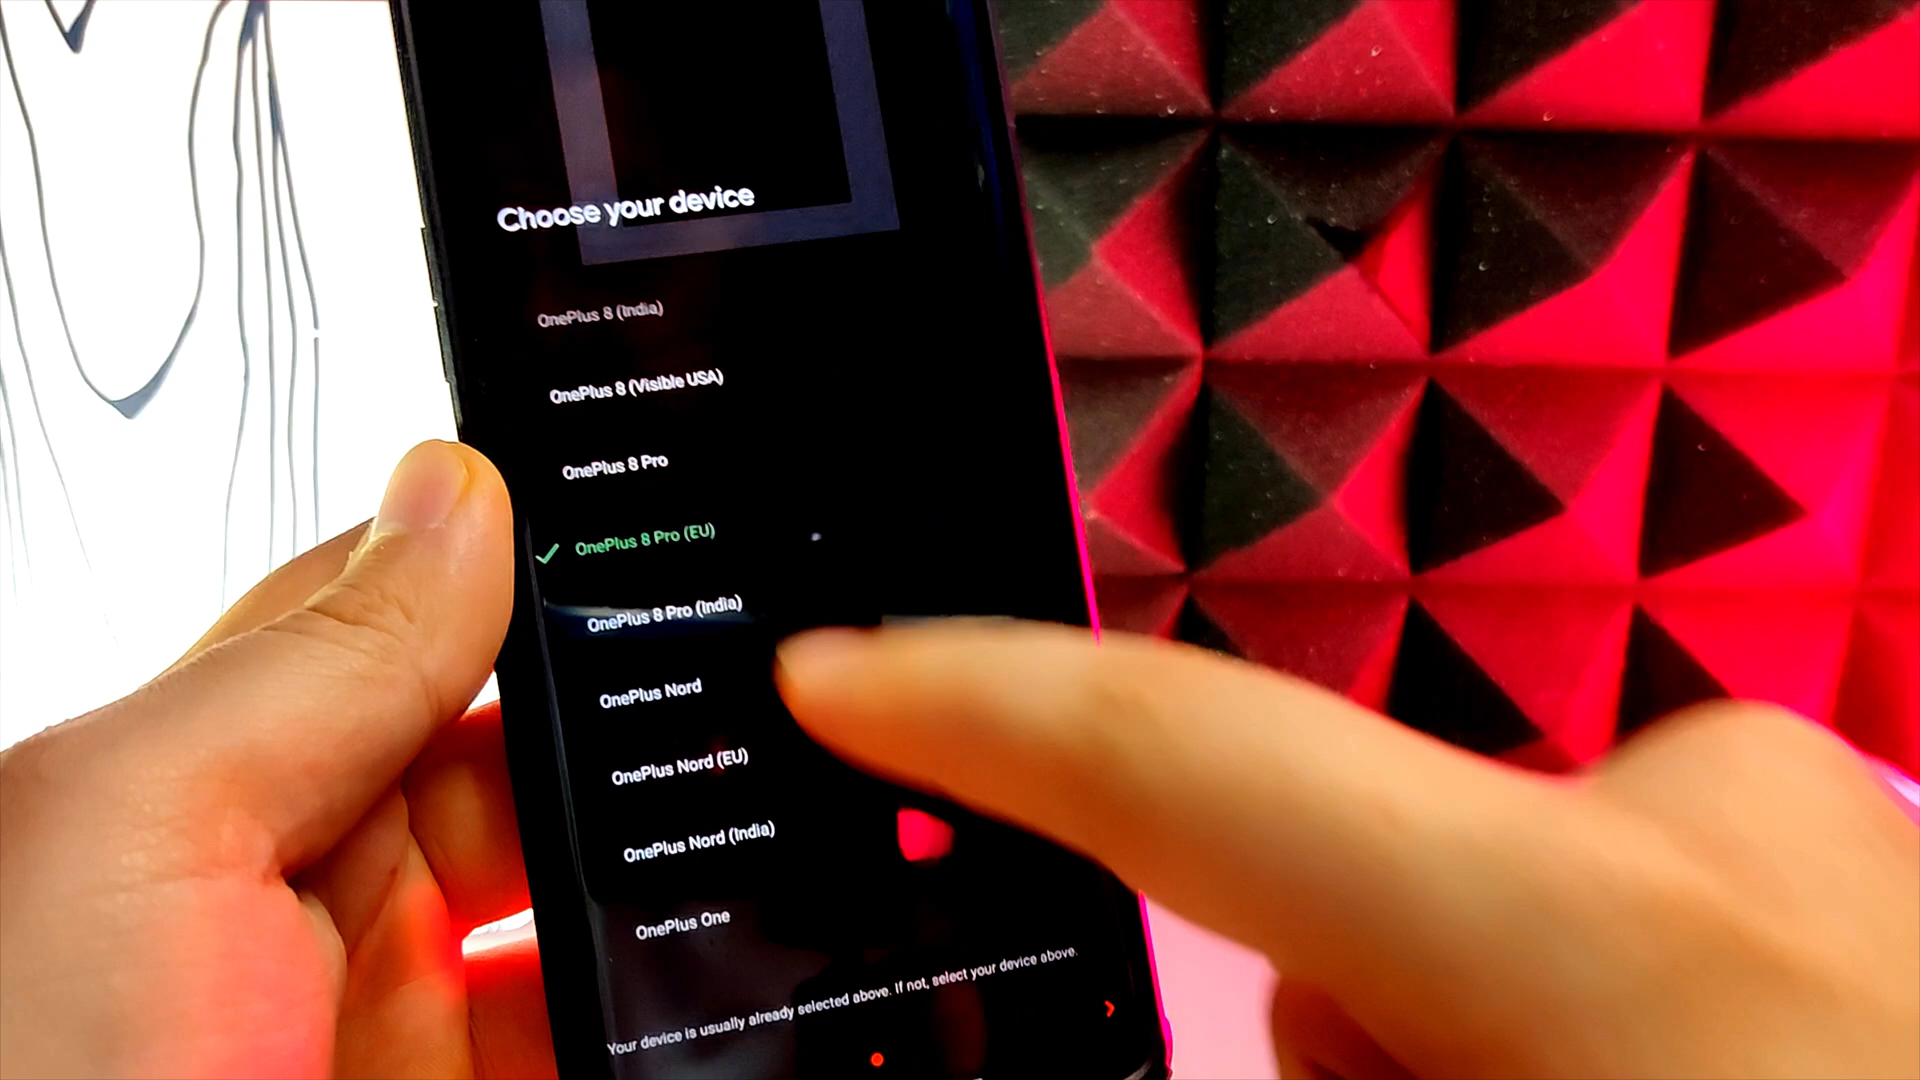 Choose your device
OnePlus 8 (India)
OnePlus 8 (Visible USA)
OnePlus 8 Pro
OnePlus 8 Pro (EU)
OnePlus 8 Pro (India)
OnePlus Nord
OnePlus Nord (EU)
OnePlus Nord (India)
OnePlus One
Your device is usually already selected above. If not, select your device above.